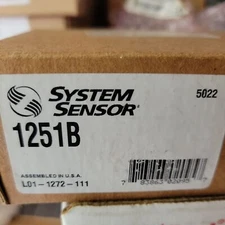 SYSTEM
SENSOR®
5022
1251B
ASSEMBLED IN U.S.A.
L01-1272-111